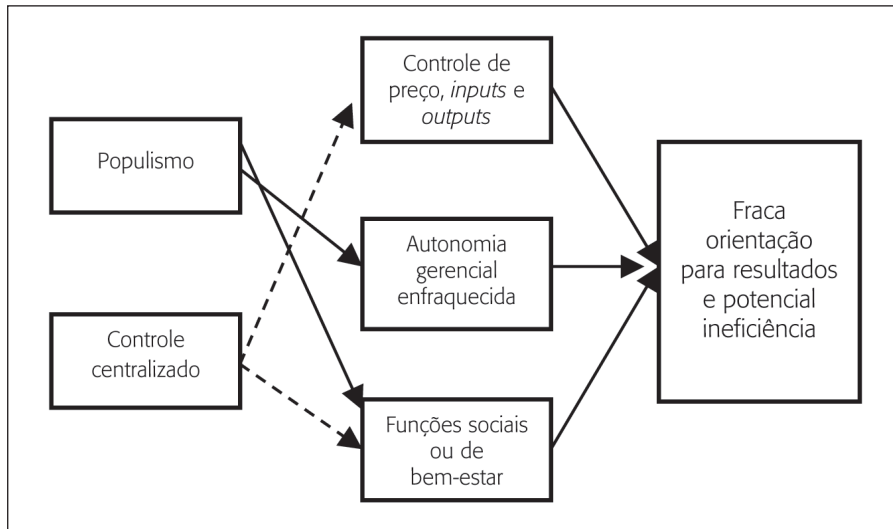 Populismo
Controle
centralizado
Controle de
preço, inputs e
outputs
Autonomia
gerencial
enfraquecida
Funções sociais
ou de
bem-estar
Fraca
orientação
para resultados
e potencial
ineficiência